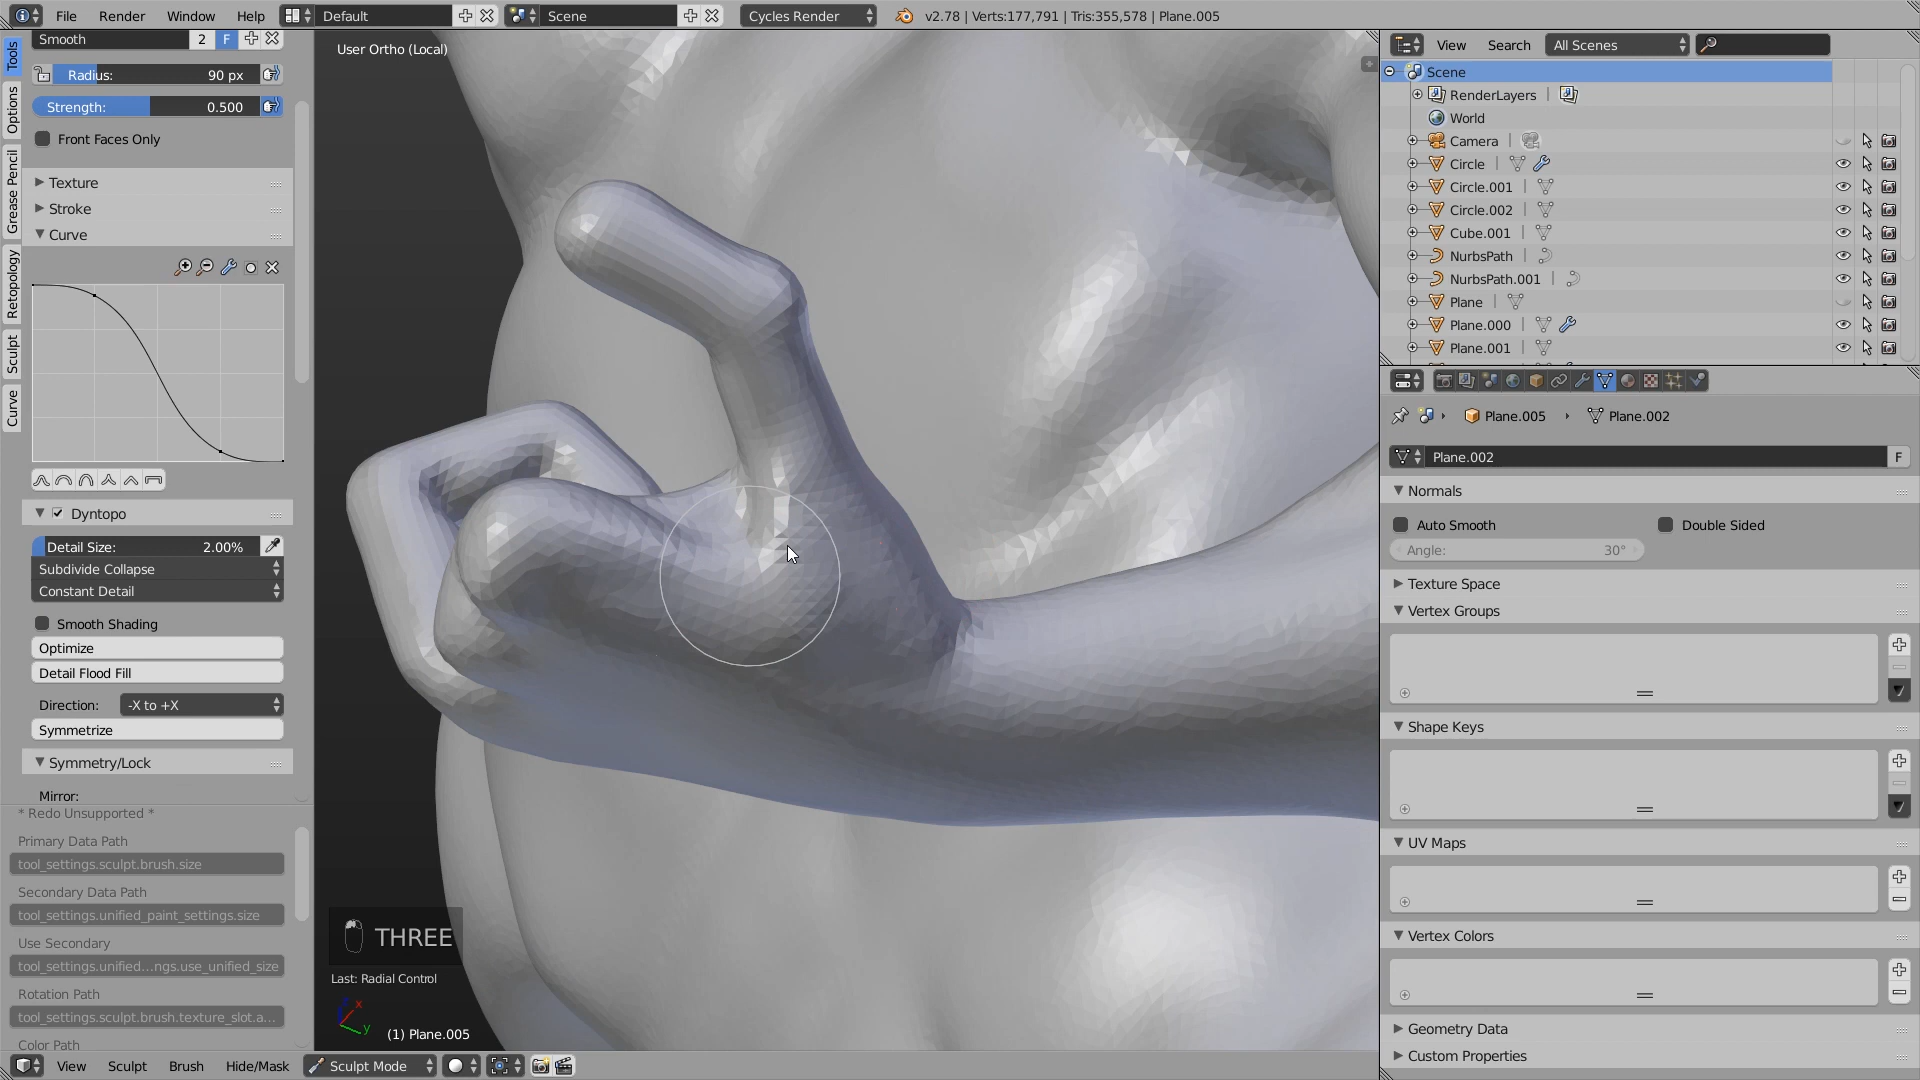 File Render Window Help Default Scene Cycles Render v2.78 | Verts:177,791 | Tris:355,578 | Plane.005
Tools
Options
Grease Pencil
Retopology
Sculpt
Curve
Smooth 2 F
Radius: 90 px
Strength: 0.500
Front Faces Only
Texture
Stroke
Curve
Dyntopo
Detail Size: 2.00%
Subdivide Collapse
Constant Detail
Smooth Shading
Optimize
Detail Flood Fill
Direction: -X to +X
Symmetrize
Symmetry/Lock
Mirror:
* Redo Unsupported *
Primary Data Path
tool_settings.sculpt.brush.size
Secondary Data Path
tool_settings.unified_paint_settings.size
Use Secondary
tool_settings.unified...ngs.use_unified_size
Rotation Path
tool_settings.sculpt.brush.texture_slot.a...
Color Path
User Ortho (Local)
THREE
Last: Radial Control
x
y
(1) Plane.005
View Sculpt Brush Hide/Mask Sculpt Mode
View Search All Scenes
Scene
RenderLayers
World
Camera
Circle
Circle.001
Circle.002
Cube.001
NurbsPath
NurbsPath.001
Plane
Plane.000
Plane.001
Plane.005 Plane.002
Plane.002 F
Normals
Auto Smooth Double Sided
Angle: 30°
Texture Space
Vertex Groups
Shape Keys
UV Maps
Vertex Colors
Geometry Data
Custom Properties